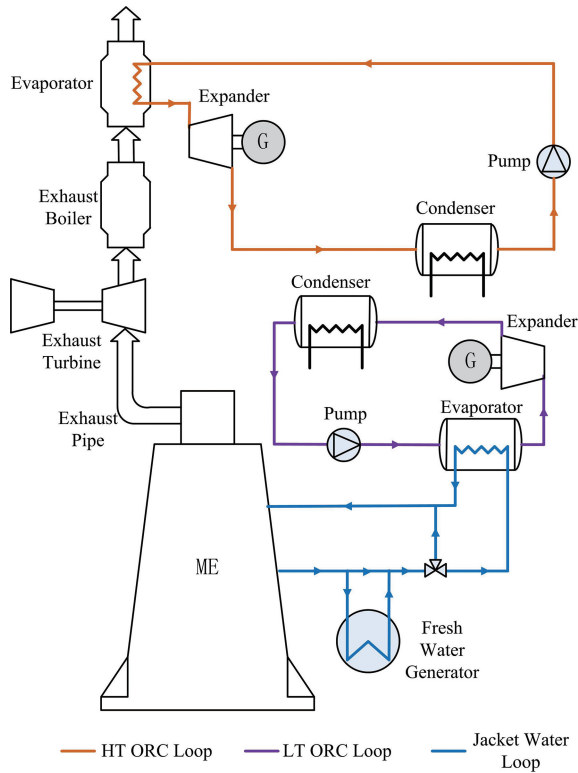 Evaporator
Expander
G
Pump
Exhaust
Boiler
Condenser
Condenser
Expander
G
Exhaust
Turbine
Pump
Evaporator
Exhaust
Pipe
ME
Fresh
Water
Generator
HT ORC Loop
LT ORC Loop
Jacket Water
Loop